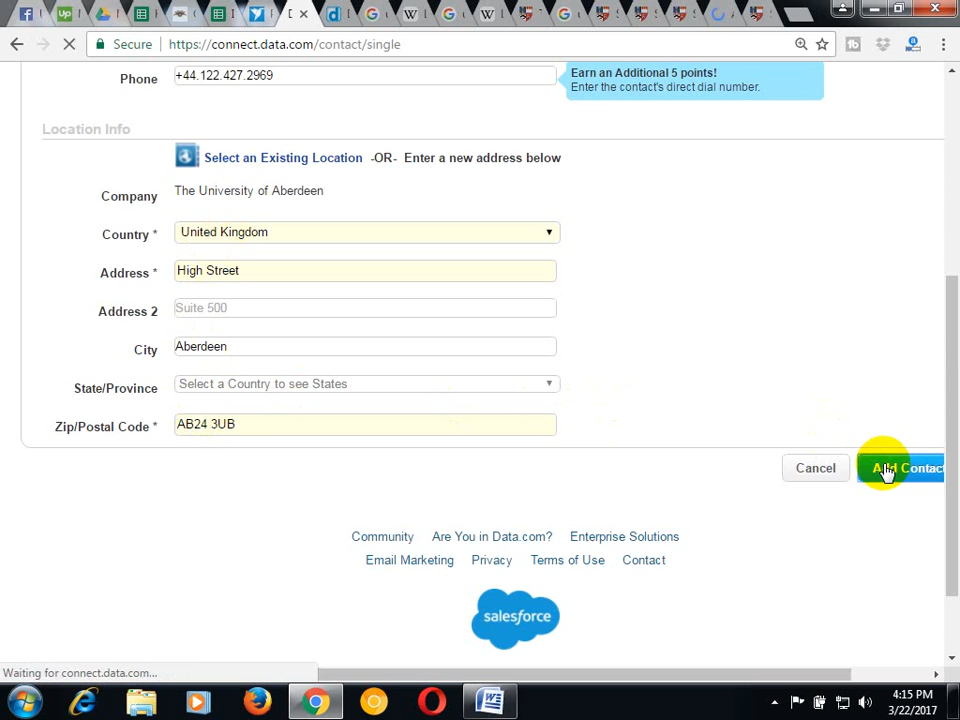 Secure
https://connect.data.com/contact/single
Phone
+44.122.427.2969
Earn an Additional 5 points!
Enter the contact's direct dial number.
Location Info
Select an Existing Location -OR- Enter a new address below
Company
The University of Aberdeen
Country *
United Kingdom
Address *
High Street
Address 2
Suite 500
City
Aberdeen
State/Province
Select a Country to see States
Zip/Postal Code *
AB24 3UB
Cancel
Add Contact
Community Are You in Data.com? Enterprise Solutions
Email Marketing Privacy Terms of Use Contact
salesforce
Waiting for connect.data.com...
4:15 PM
3/22/2017